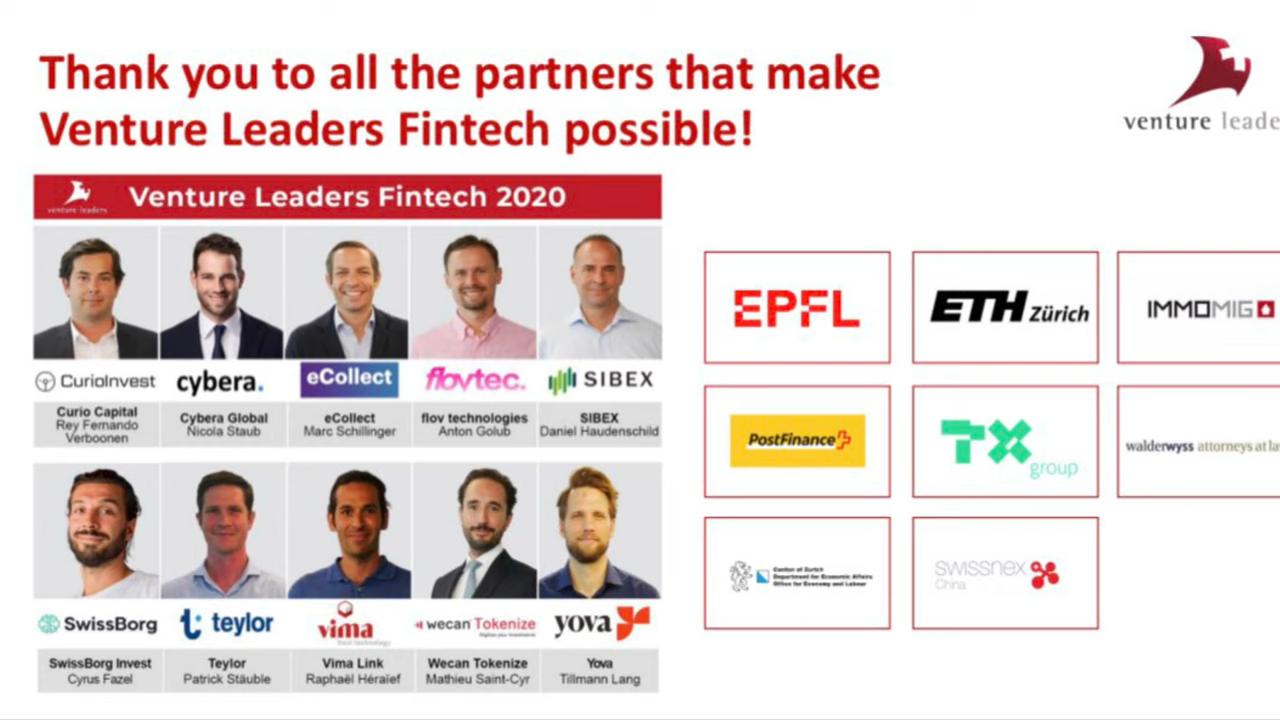 Thank you to all the partners that make
Venture Leaders Fintech possible!
venture leade
venture leaders
Venture Leaders Fintech 2020
CurioInvest
cybera.
eCollect
flovtec.
SIBEX
Curio Capital
Rey Fernando
Verboonen
Cybera Global
Nicola Staub
eCollect
Marc Schillinger
flov technologies
Anton Golub
SIBEX
Daniel Haudenschild
SwissBorg
teylor
vima
link technology
wecan Tokenize
yova
SwissBorg Invest
Cyrus Fazel
Teylor
Patrick Stäuble
Vima Link
Raphaël Héraïef
Wecan Tokenize
Mathieu Saint-Cyr
Yova
Tillmann Lang
EPFL
ETH Zürich
IMMOMIG
PostFinance
TX group
walderwyss attorneys at la
Canton of Zurich
Department for Economic Affairs
Office for Economy and Labour
swissnex
China